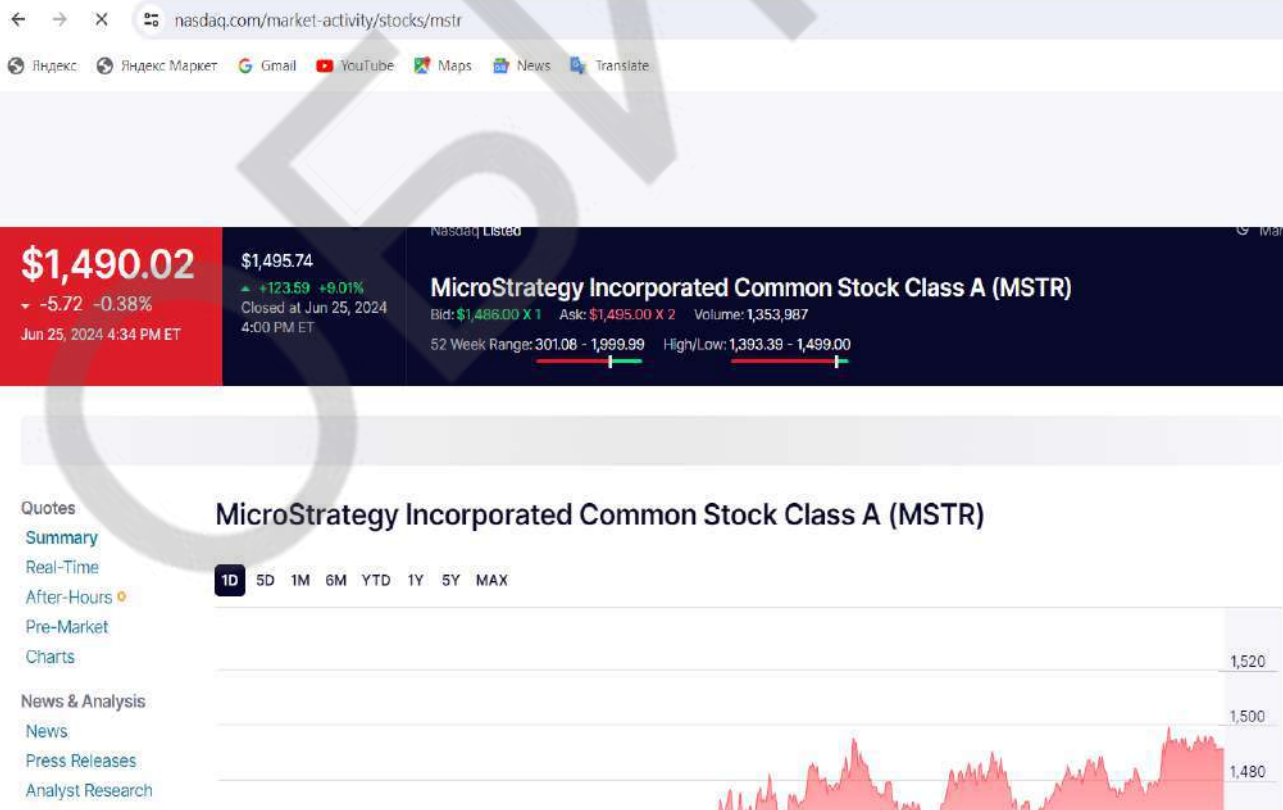 nasdaq.com/market-activity/stocks/mstr
Яндекс Яндекс Маркет Gmail YouTube Maps News Translate
$1,490.02
-5.72 -0.38%
Jun 25, 2024 4:34 PM ET
$1,495.74
+123.59 +9.01%
Closed at Jun 25, 2024
4:00 PM ET
Nasdaq Listed
MicroStrategy Incorporated Common Stock Class A (MSTR)
Bid: $1,486.00 X 1 Ask: $1,495.00 X 2 Volume: 1,353,987
52 Week Range: 301.08 - 1,999.99 High/Low: 1,393.39 - 1,499.00
Quotes
Summary
Real-Time
After-Hours
Pre-Market
Charts
News & Analysis
News
Press Releases
Analyst Research
MicroStrategy Incorporated Common Stock Class A (MSTR)
1D 5D 1M 6M YTD 1Y 5Y MAX
1,520
1,500
1,480